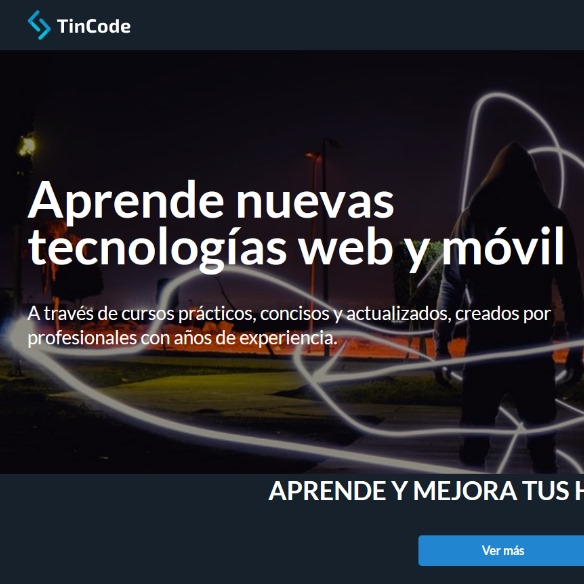 TinCode
Aprende nuevas
tecnologías web y móvil
A través de cursos prácticos, concisos y actualizados, creados por
profesionales con años de experiencia.
APRENDE Y MEJORA TUS
Ver más